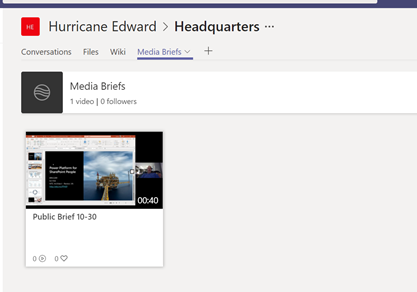 HE Hurricane Edward > Headquarters ...
Conversations Files Wiki Media Briefs +
Media Briefs
1 video | 0 followers
Power Platform for
SharePoint People
00:40
Public Brief 10-30
0 0